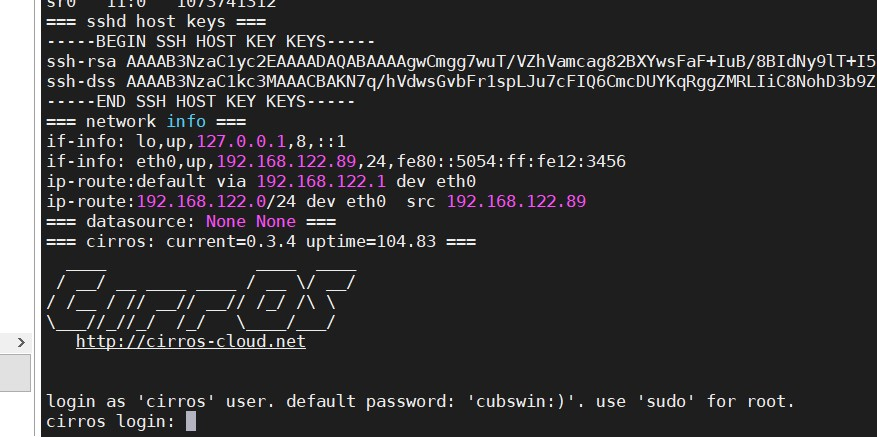 sr0 11:0 1073741312
=== sshd host keys ===
-----BEGIN SSH HOST KEY KEYS-----
ssh-rsa AAAAB3NzaC1yc2EAAAADAQABAAAAgwCmgg7wuT/VZhVamcag82BXYwsFaF+IuB/8BIdNy9lT+I5
ssh-dss AAAAB3NzaC1kc3MAAACBAKN7q/hVdwsGvbFr1spLJu7cFIQ6CmcDUYKqRggZMRLIiC8NohD3b9Z
-----END SSH HOST KEY KEYS-----
=== network info ===
if-info: lo,up,127.0.0.1,8,::1
if-info: eth0,up,192.168.122.89,24,fe80::5054:ff:fe12:3456
ip-route:default via 192.168.122.1 dev eth0
ip-route:192.168.122.0/24 dev eth0  src 192.168.122.89
=== datasource: None None ===
=== cirros: current=0.3.4 uptime=104.83 ===
  ____               ____  ____
 / __/ __ ____ ____ / __ \/ __/
/ /__ / // __// __// /_/ /\ \
\___//_//_/  /_/   \____/___/
   http://cirros-cloud.net
login as 'cirros' user. default password: 'cubswin:)'. use 'sudo' for root.
cirros login: